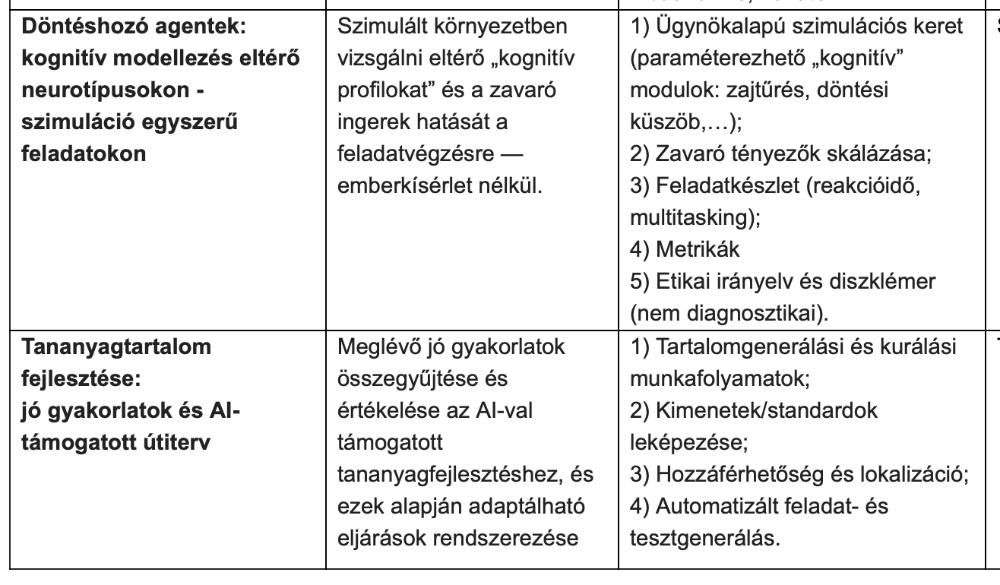 Döntéshozó agentek:
kognitív modellezés eltérő
neurotípusokon -
szimuláció egyszerű
feladatokon
Szimulált környezetben
vizsgálni eltérő „kognitív
profilokat” és a zavaró
ingerek hatását a
feladatvégzésre —
emberkísérlet nélkül.
1) Ügynökalapú szimulációs keret
(paraméterezhető „kognitív”
modulok: zajtűrés, döntési
küszöb,…);
2) Zavaró tényezők skálázása;
3) Feladatkészlet (reakcióidő,
multitasking);
4) Metrikák
5) Etikai irányelv és diszklémer
(nem diagnosztikai).
Tananyagtartalom
fejlesztése:
jó gyakorlatok és AI-
támogatott útiterv
Meglévő jó gyakorlatok
összegyűjtése és
értékelése az AI-val
támogatott
tananyagfejlesztéshez, és
ezek alapján adaptálható
eljárások rendszerezése
1) Tartalomgenerálási és kurálási
munkafolyamatok;
2) Kimenetek/standardok
leképezése;
3) Hozzáférhetőség és lokalizáció;
4) Automatizált feladat- és
tesztgenerálás.